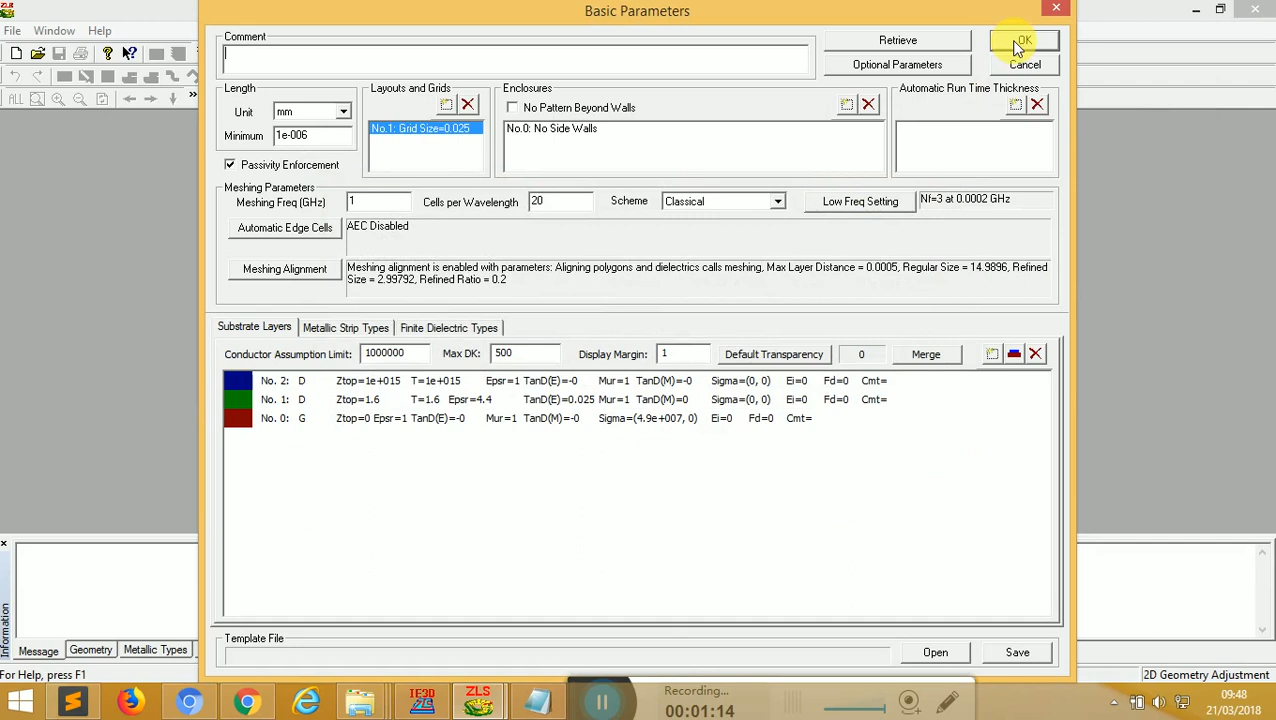 ZLS
Basic Parameters
File Window Help
Comment
Retrieve
OK
Optional Parameters
Cancel
Length
Unit mm
Minimum 1e-006
Layouts and Grids
No.1: Grid Size=0.025
Enclosures
No Pattern Beyond Walls
No.0: No Side Walls
Automatic Run Time Thickness
ALL
Passivity Enforcement
Meshing Parameters
Meshing Freq (GHz) 1 Cells per Wavelength 20 Scheme Classical Low Freq Setting Nf=3 at 0.0002 GHz
Automatic Edge Cells AEC Disabled
Meshing Alignment Meshing alignment is enabled with parameters: Aligning polygons and dielectrics calls meshing, Max Layer Distance = 0.0005, Regular Size = 14.9896, Refined
Size = 2.99792, Refined Ratio = 0.2
Substrate Layers Metallic Strip Types Finite Dielectric Types
Conductor Assumption Limit: 1000000 Max DK: 500 Display Margin: 1 Default Transparency 0 Merge
No. 2: D Ztop=1e+015 T=1e+015 Epsr=1 TanD(E)=-0 Mur=1 TanD(M)=-0 Sigma=(0, 0) Ei=0 Fd=0 Cmt=
No. 1: D Ztop=1.6 T=1.6 Epsr=4.4 TanD(E)=0.025 Mur=1 TanD(M)=0 Sigma=(0, 0) Ei=0 Fd=0 Cmt=
No. 0: G Ztop=0 Epsr=1 TanD(E)=-0 Mur=1 TanD(M)=-0 Sigma=(4.9e+007, 0) Ei=0 Fd=0 Cmt=
Information
Template File
Open Save
Message Geometry Metallic Types
For Help, press F1
2D Geometry Adjustment
IE3D
ZLS
Recording...
00:01:14
09:48
21/03/2018